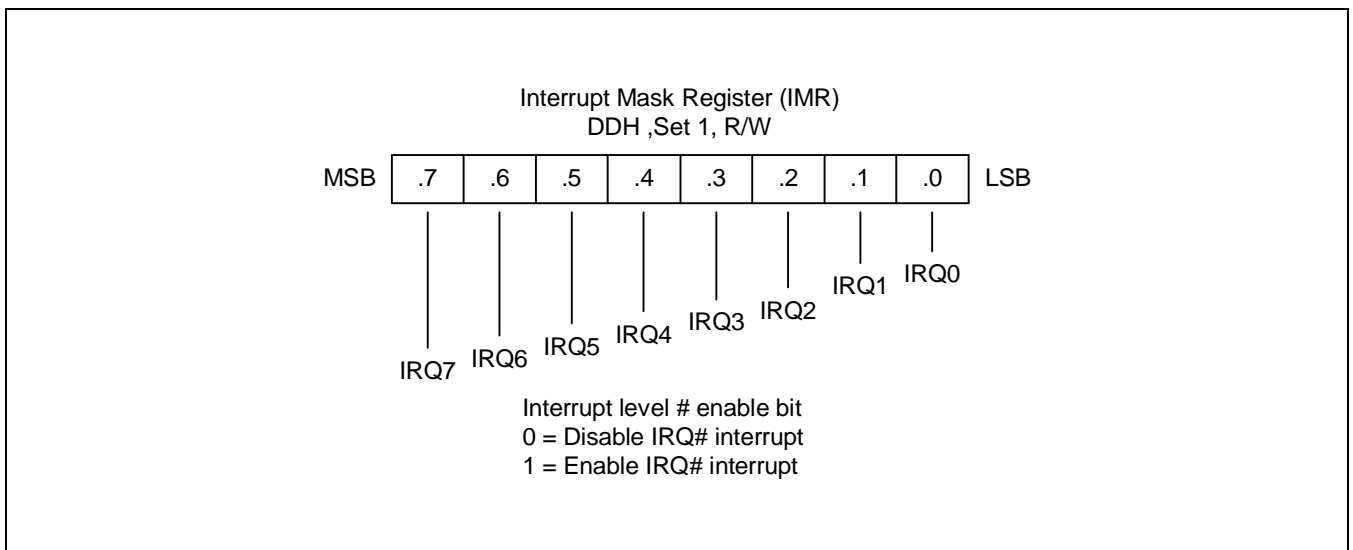 Interrupt Mask Register (IMR)
DDH ,Set 1, R/W
MSB .7 .6 .5 .4 .3 .2 .1 .0 LSB
IRQ7 IRQ6 IRQ5 IRQ4 IRQ3 IRQ2 IRQ1 IRQ0
Interrupt level # enable bit
0 = Disable IRQ# interrupt
1 = Enable IRQ# interrupt